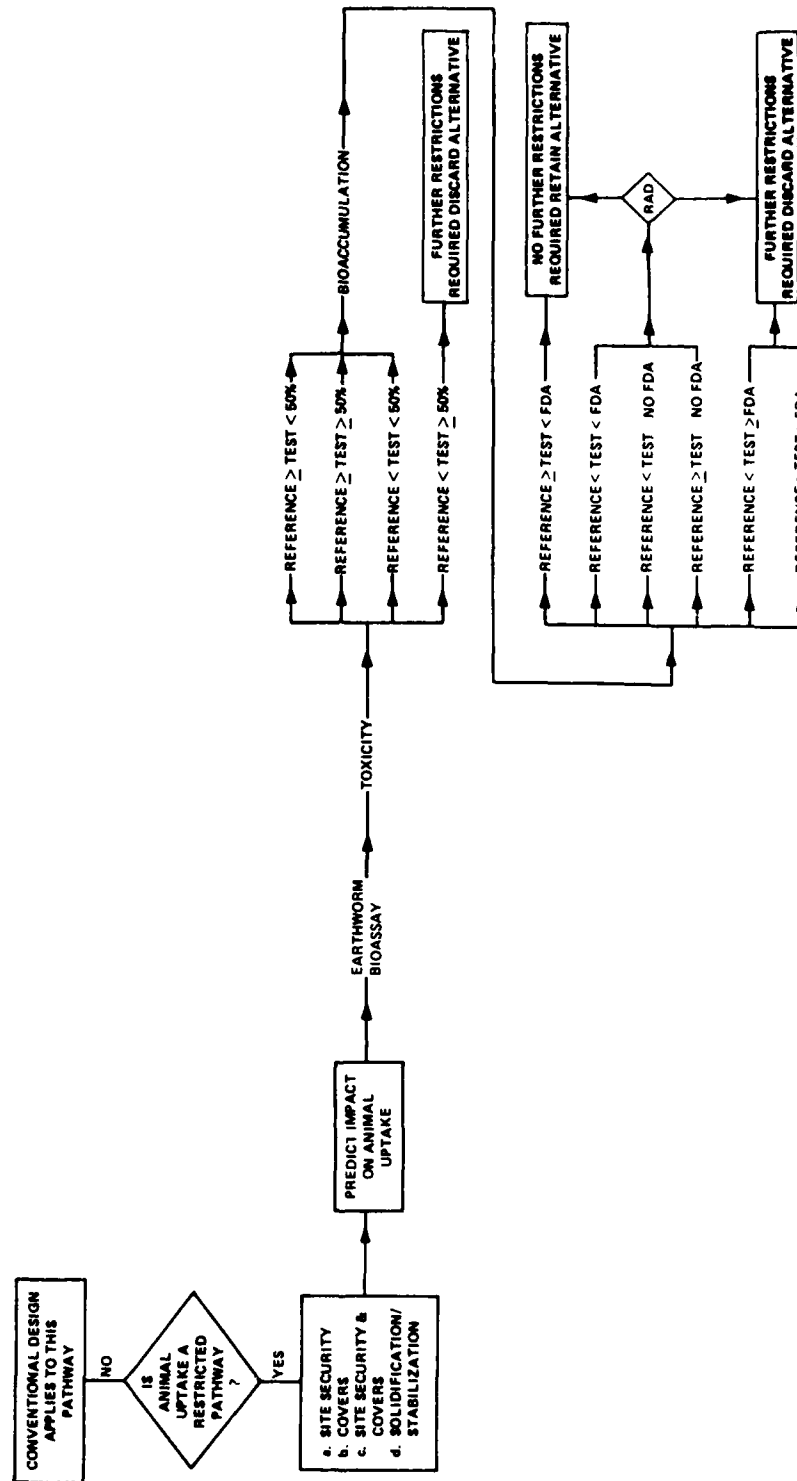 CONVENTIONAL DESIGN
APPLIES TO THIS
PATHWAY
NO
IS
ANIMAL
UPTAKE A
RESTRICTED
PATHWAY
?
YES
a. SITE SECURITY
b. COVERS
c. SITE SECURITY &
COVERS
d. SOLIDIFICATION/
STABILIZATION
PREDICT IMPACT
ON ANIMAL
UPTAKE
EARTHWORM
BIOASSAY
TOXICITY
REFERENCE ≥ TEST < 50%
REFERENCE ≥ TEST ≥ 50%
REFERENCE < TEST < 50%
REFERENCE < TEST ≥ 50%
BIOACCUMULATION
FURTHER RESTRICTIONS
REQUIRED DISCARD ALTERNATIVE
REFERENCE ≥ TEST < FDA
REFERENCE < TEST < FDA
REFERENCE < TEST NO FDA
REFERENCE ≥ TEST NO FDA
REFERENCE < TEST ≥ FDA
NO FURTHER RESTRICTIONS
REQUIRED RETAIN ALTERNATIVE
RAD
FURTHER RESTRICTIONS
REQUIRED DISCARD ALTERNATIVE